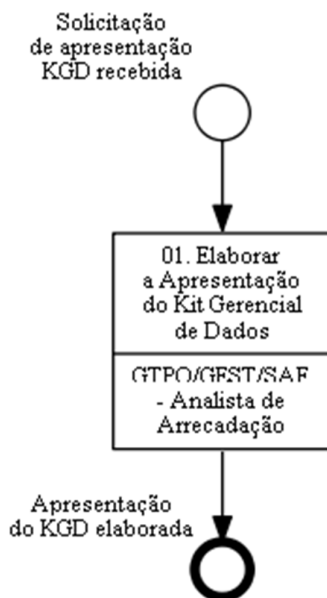 Solicitação
de apresentação
KGD recebida
01. Elaborar
a Apresentação
do Kit Gerencial
de Dados
GTPO/GEST/SAF
- Analista de
Arrecadação
Apresentação
do KGD elaborada